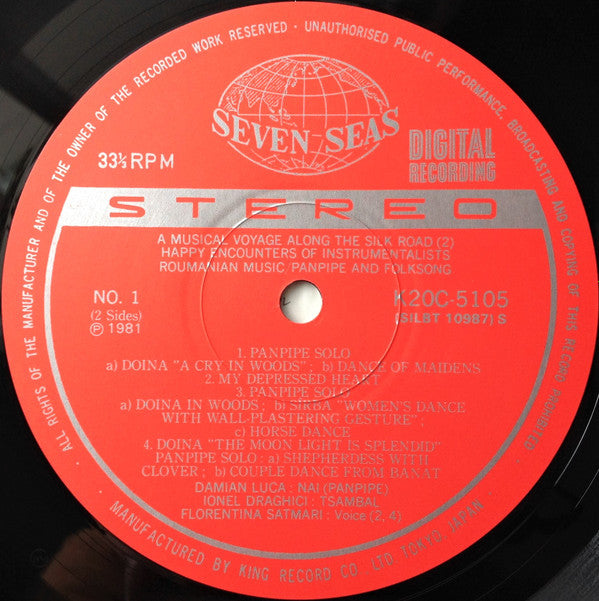 ALL RIGHTS OF THE MANUFACTURER AND OF THE OWNER OF THE RECORDED WORK RESERVED · UNAUTHORISED PUBLIC PERFORMANCE, BROADCASTING AND COPYING OF THIS RECORD PROHIBITED ·
SEVEN SEAS
33⅓ RPM
DIGITAL
RECORDING
STEREO
A MUSICAL VOYAGE ALONG THE SILK ROAD (2)
HAPPY ENCOUNTERS OF INSTRUMENTALISTS
ROUMANIAN MUSIC, PANPIPE AND FOLKSONG
NO. 1
(2 Sides)
Ⓟ 1981
K20C-5105
(SILBT 10987) S
1. PANPIPE SOLO
a) DOINA "A CRY IN WOODS" ; b) DANCE OF MAIDENS
2. MY DEPRESSED HEART
3. PANPIPE SOLO
a) DOINA IN WOODS ; b) SIRBA "WOMEN'S DANCE
WITH WALL-PLASTERING GESTURE" ;
c) HORSE DANCE
4. DOINA "THE MOON LIGHT IS SPLENDID"
PANPIPE SOLO : a) SHEPHERDESS WITH
CLOVER ; b) COUPLE DANCE FROM BANAT
DAMIAN LUCA : NAI (PANPIPE)
IONEL DRAGHICI : TSAMBAL
FLORENTINA SATMARI : Voice (2, 4)
· MANUFACTURED BY KING RECORD CO., LTD. TOKYO, JAPAN ·